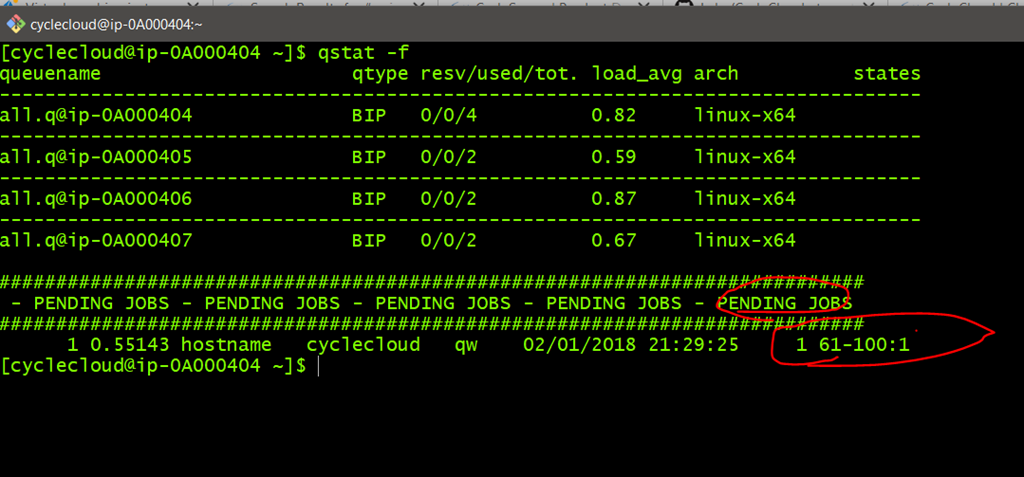 cyclecloud@ip-0A000404:~
[cyclecloud@ip-0A000404 ~]$ qstat -f
queuename qtype resv/used/tot. load_avg arch states
---------------------------------------------------------------------------------
all.q@ip-0A000404 BIP 0/0/4 0.82 linux-x64
---------------------------------------------------------------------------------
all.q@ip-0A000405 BIP 0/0/2 0.59 linux-x64
---------------------------------------------------------------------------------
all.q@ip-0A000406 BIP 0/0/2 0.87 linux-x64
---------------------------------------------------------------------------------
all.q@ip-0A000407 BIP 0/0/2 0.67 linux-x64
############################################################################
- PENDING JOBS - PENDING JOBS - PENDING JOBS - PENDING JOBS - PENDING JOBS
############################################################################
1 0.55143 hostname cyclecloud qw 02/01/2018 21:29:25 1 61-100:1
[cyclecloud@ip-0A000404 ~]$